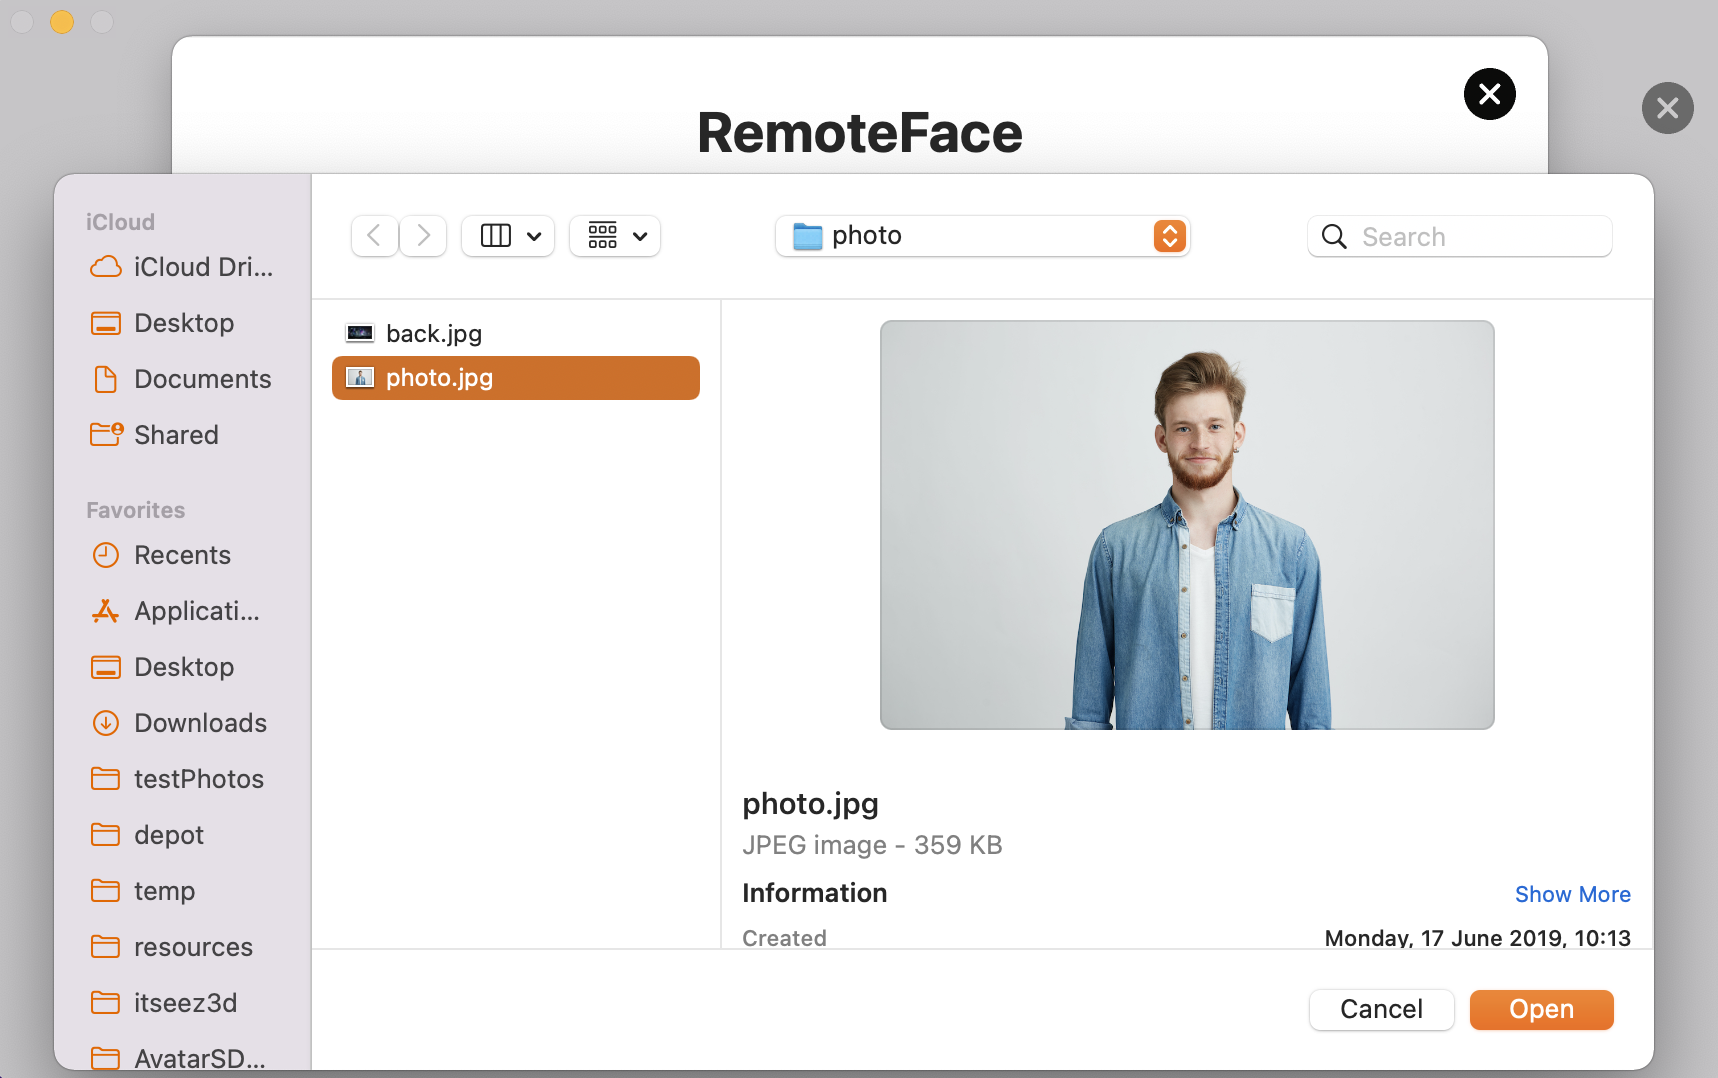 RemoteFace
iCloud
iCloud Dri...
Desktop
Documents
Shared
Favorites
Recents
Applicati...
Desktop
Downloads
testPhotos
depot
temp
resources
itseez3d
AvatarSD...
photo
Search
back.jpg
photo.jpg
photo.jpg
JPEG image - 359 KB
Information Show More
Created Monday, 17 June 2019, 10:13
Cancel Open